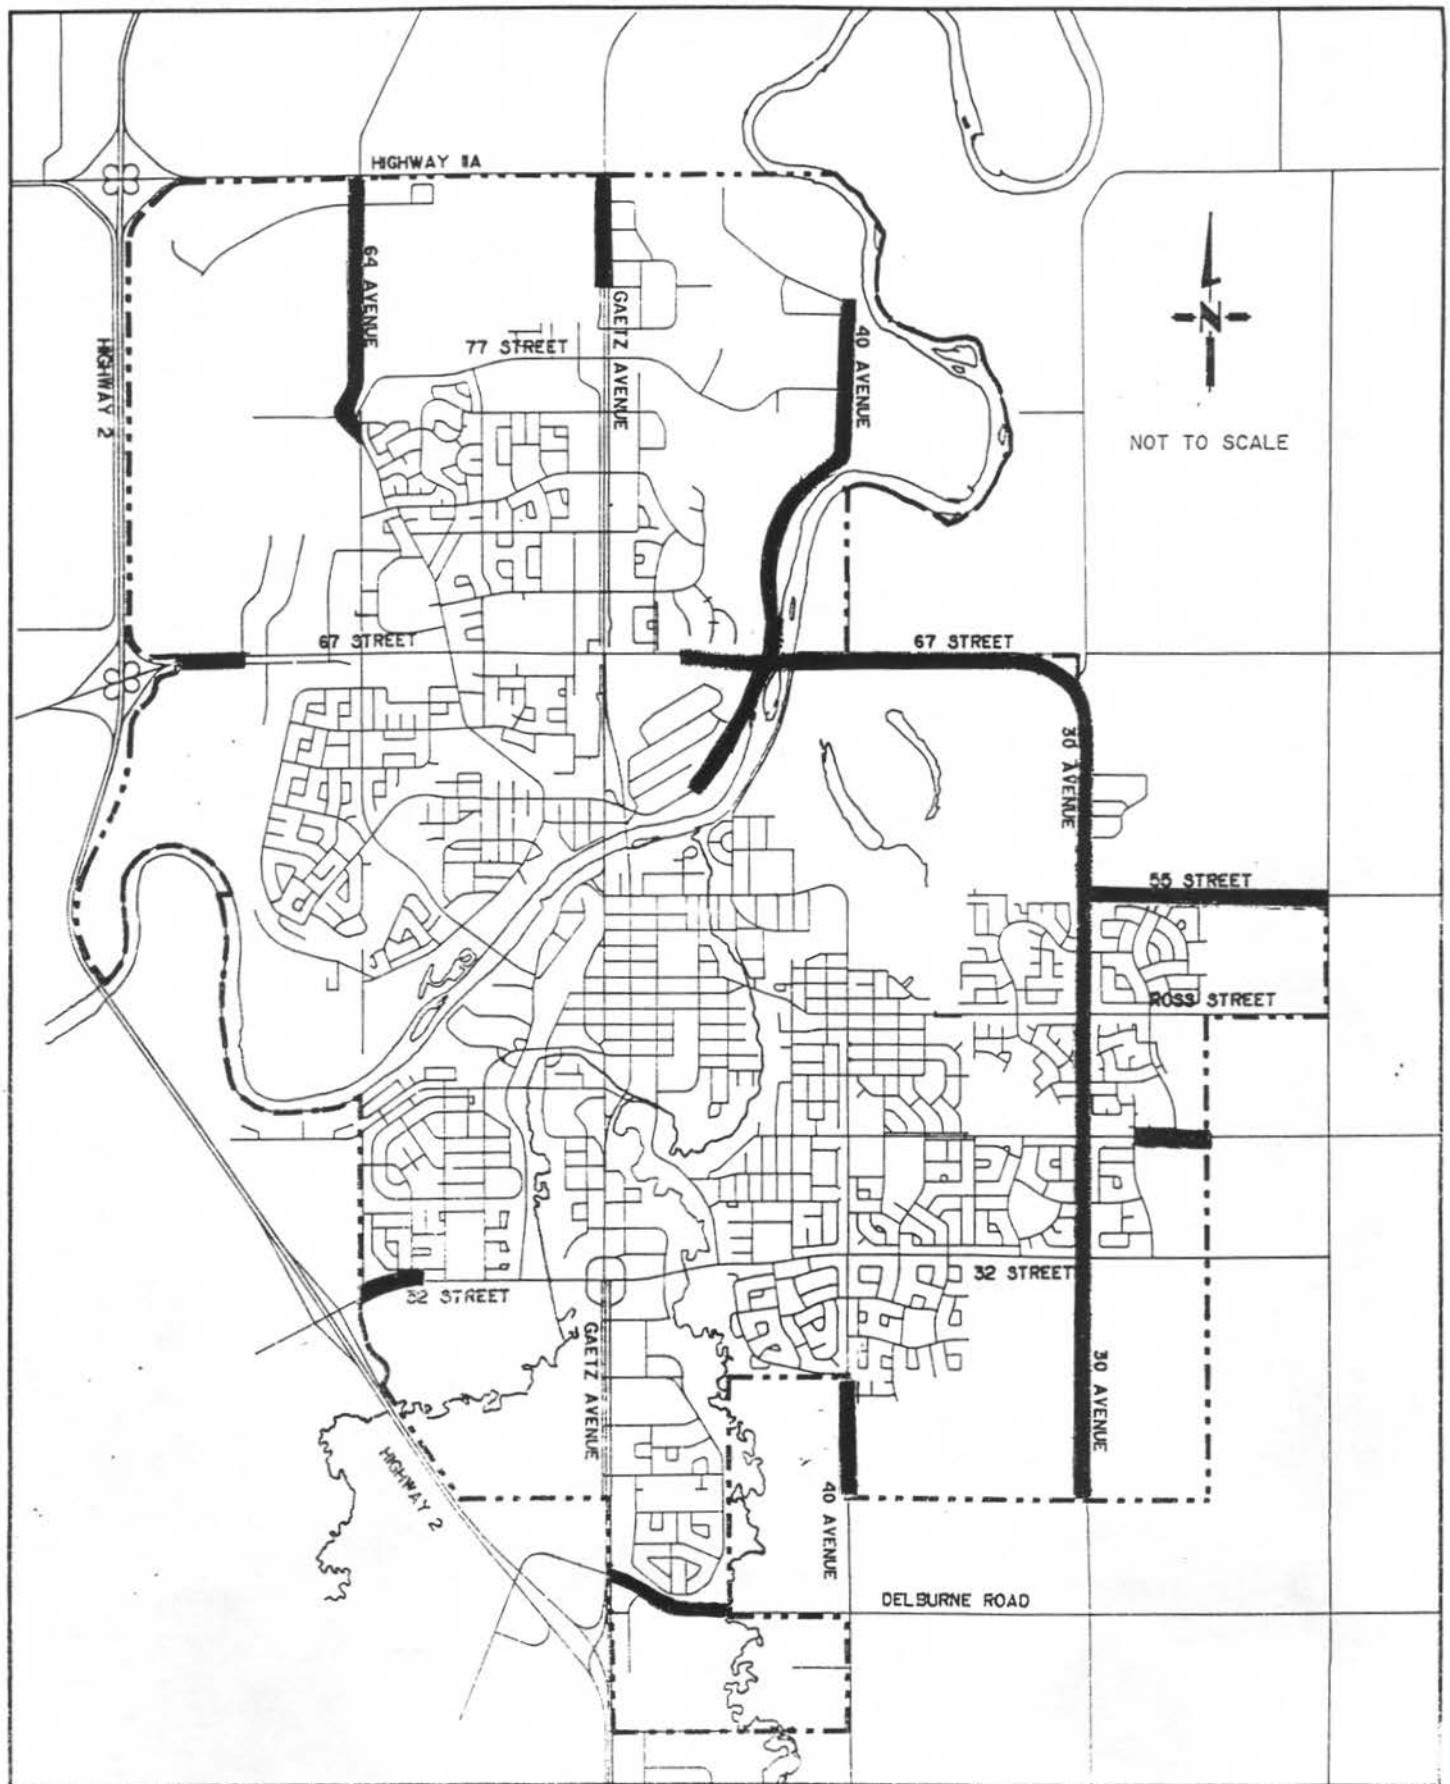 HIGHWAY 11A
64 AVENUE
GAETZ AVENUE
77 STREET
40 AVENUE
HIGHWAY 2
N
NOT TO SCALE
67 STREET
67 STREET
30 AVENUE
55 STREET
ROSS STREET
32 STREET
32 STREET
GAETZ AVENUE
30 AVENUE
HIGHWAY 2
40 AVENUE
DELBURNE ROAD